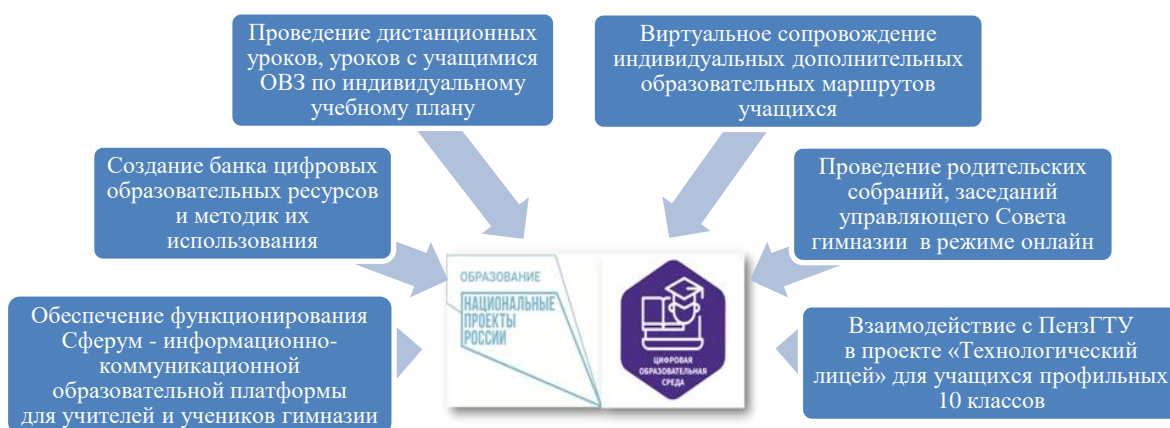 Проведение дистанционных
уроков, уроков с учащимися
ОВЗ по индивидуальному
учебному плану
Виртуальное сопровождение
индивидуальных дополнительных
образовательных маршрутов
учащихся
Создание банка цифровых
образовательных ресурсов
и методик их
использования
Проведение родительских
собраний, заседаний
управляющего Совета
гимназии в режиме онлайн
ОБРАЗОВАНИЕ
НАЦИОНАЛЬНЫЕ
ПРОЕКТЫ
РОССИИ
ЦИФРОВАЯ
ОБРАЗОВАТЕЛЬНАЯ
СРЕДА
Обеспечение функционирования
Сферум - информационно-
коммуникационной
образовательной платформы
для учителей и учеников гимназии
Взаимодействие с ПензГТУ
в проекте «Технологический
лицей» для учащихся профильных
10 классов